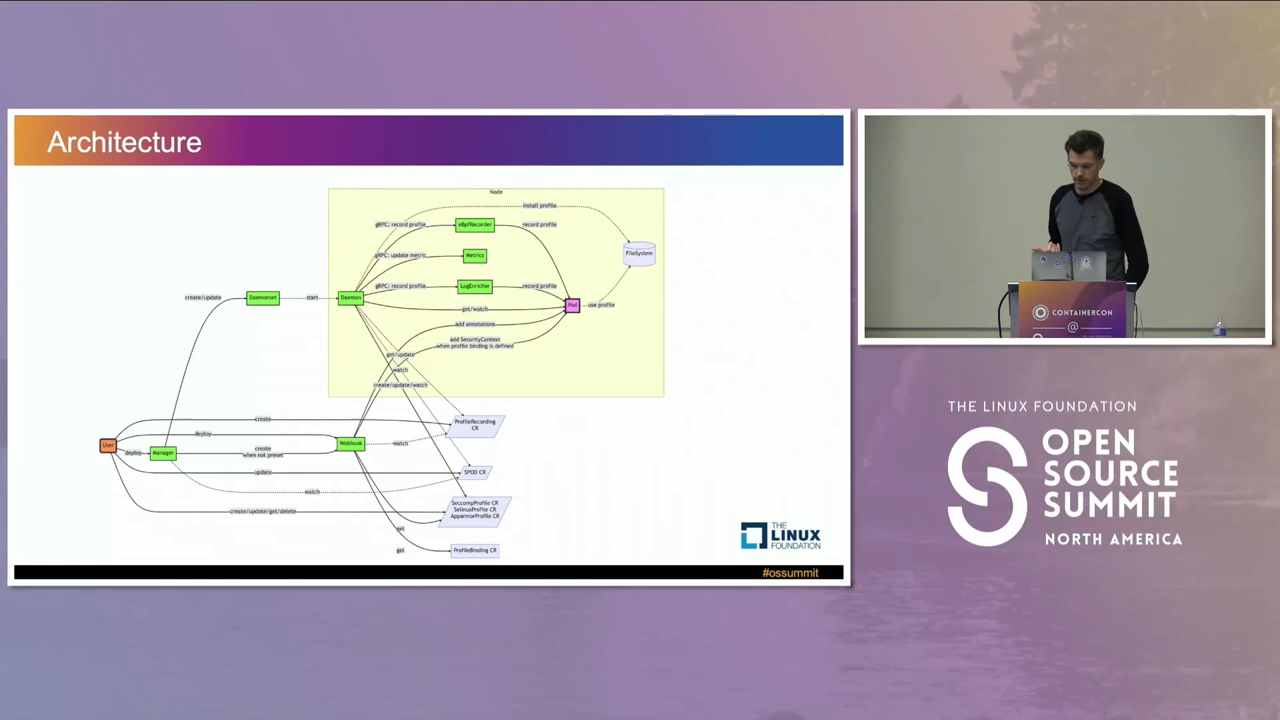 Architecture
Node
install profile
gRPC: record profile
eBpfRecorder
record profile
gRPC: update metric
Metrics
FileSystem
gRPC: record profile
LogEnricher
record profile
create/update
Daemonset
start
Daemon
get/watch
Pod
use profile
add annotations
add SecurityContext
when profile binding is defined
get/update
watch
create/update/watch
create
ProfileRecording
CR
deploy
User
deploy
Manager
create
when not preset
Webhook
watch
update
SPOD CR
watch
create/update/get/delete
SeccompProfile CR
SelinuxProfile CR
ApparmorProfile CR
get
get
ProfileBinding CR
THE
LINUX
FOUNDATION
#ossummit
CONTAINERCON
@
THE LINUX FOUNDATION
OPEN
SOURCE
SUMMIT
NORTH AMERICA